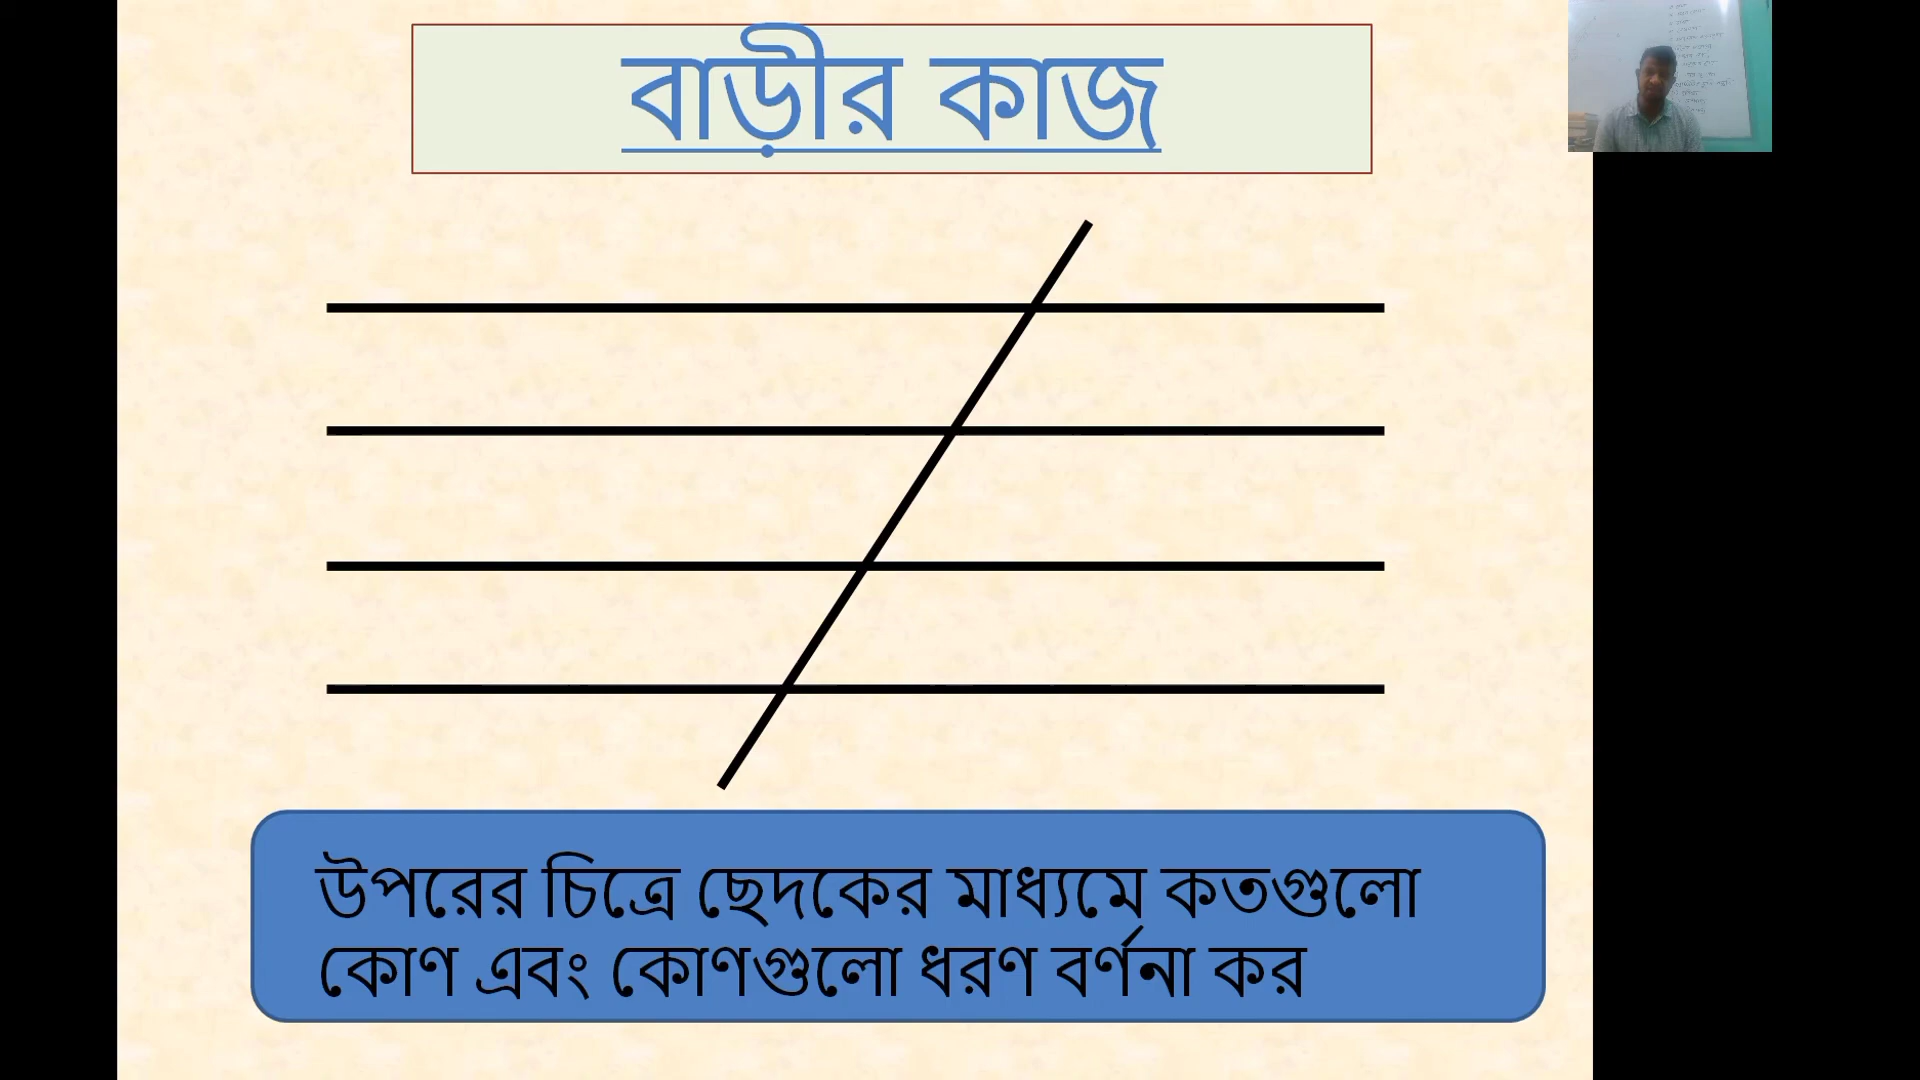 বাড়ীর কাজ
উপরের চিত্রে ছেদকের মাধ্যমে কতগুলো
কোণ এবং কোণগুলো ধরণ বর্ণনা কর